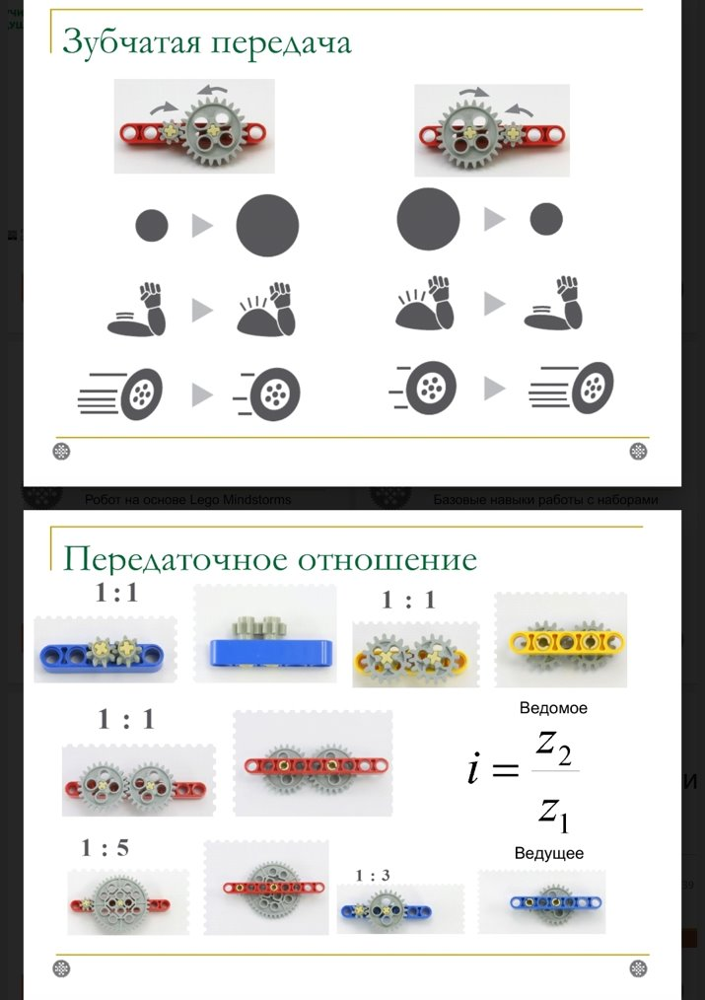 Зубчатая передача
Робот на основе Lego Mindstorms
Базовые навыки работы с наборами
Передаточное отношение
1:1
1 : 1
1 : 1
Ведомое
i = z2
z1
Ведущее
1 : 5
1 : 3
39